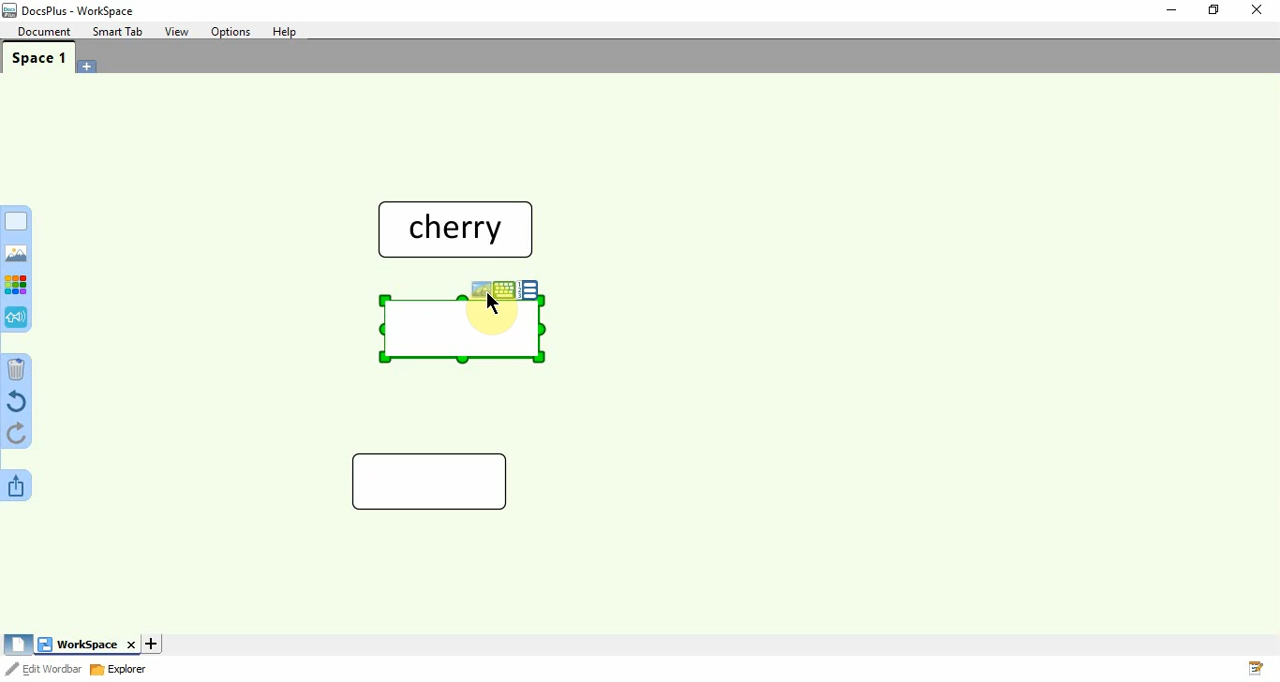 DocsPlus - WorkSpace
Document Smart Tab View Options Help
Space 1
cherry
WorkSpace
Edit Wordbar Explorer